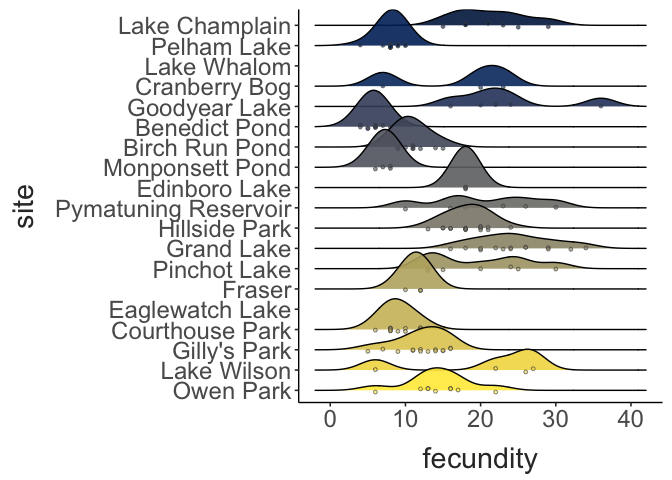 Lake Champlain
Pelham Lake
Lake Whalom
Cranberry Bog
Goodyear Lake
Benedict Pond
Birch Run Pond
Monponsett Pond
Edinboro Lake
Pymatuning Reservoir
Hillside Park
Grand Lake
Pinchot Lake
Fraser
Eaglewatch Lake
Courthouse Park
Gilly's Park
Lake Wilson
Owen Park
site
0 10 20 30 40
fecundity